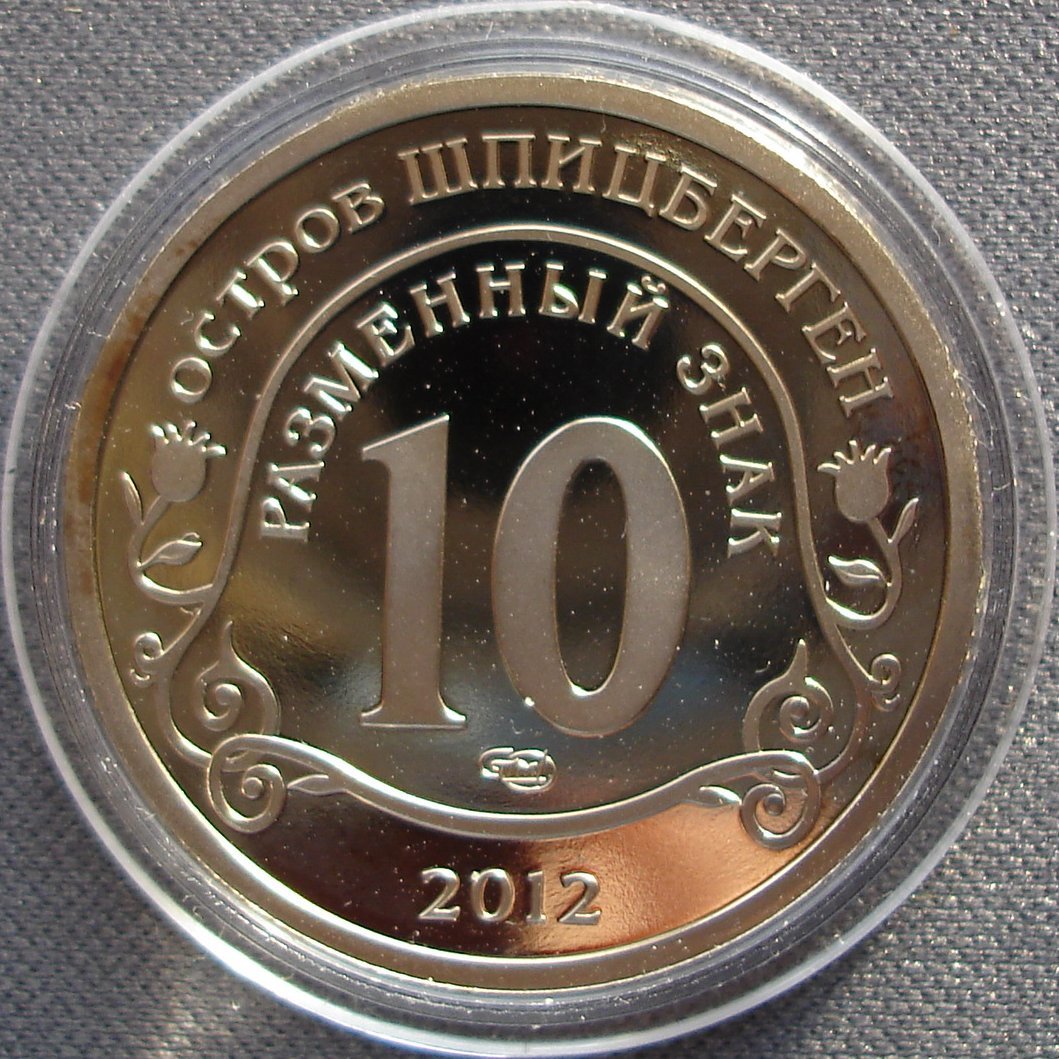 остров ШПИЦБЕРГЕН
РАЗМЕННЫЙ ЗНАК
10
2012